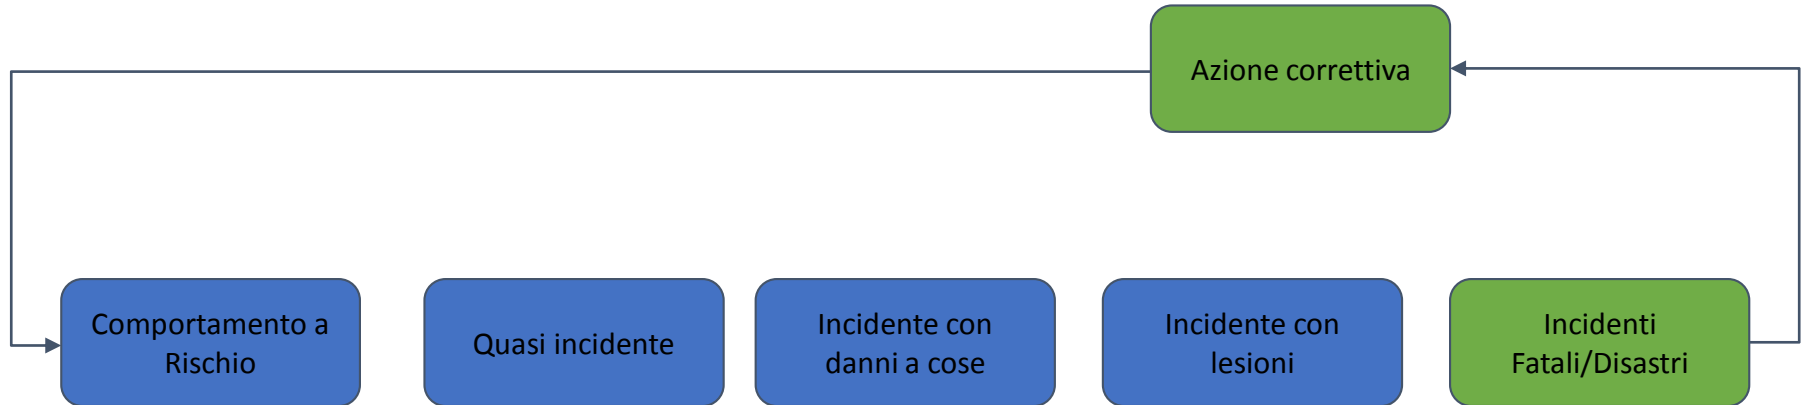 Azione correttiva
Comportamento a
Rischio
Quasi incidente
Incidente con
danni a cose
Incidente con
lesioni
Incidenti
Fatali/Disastri